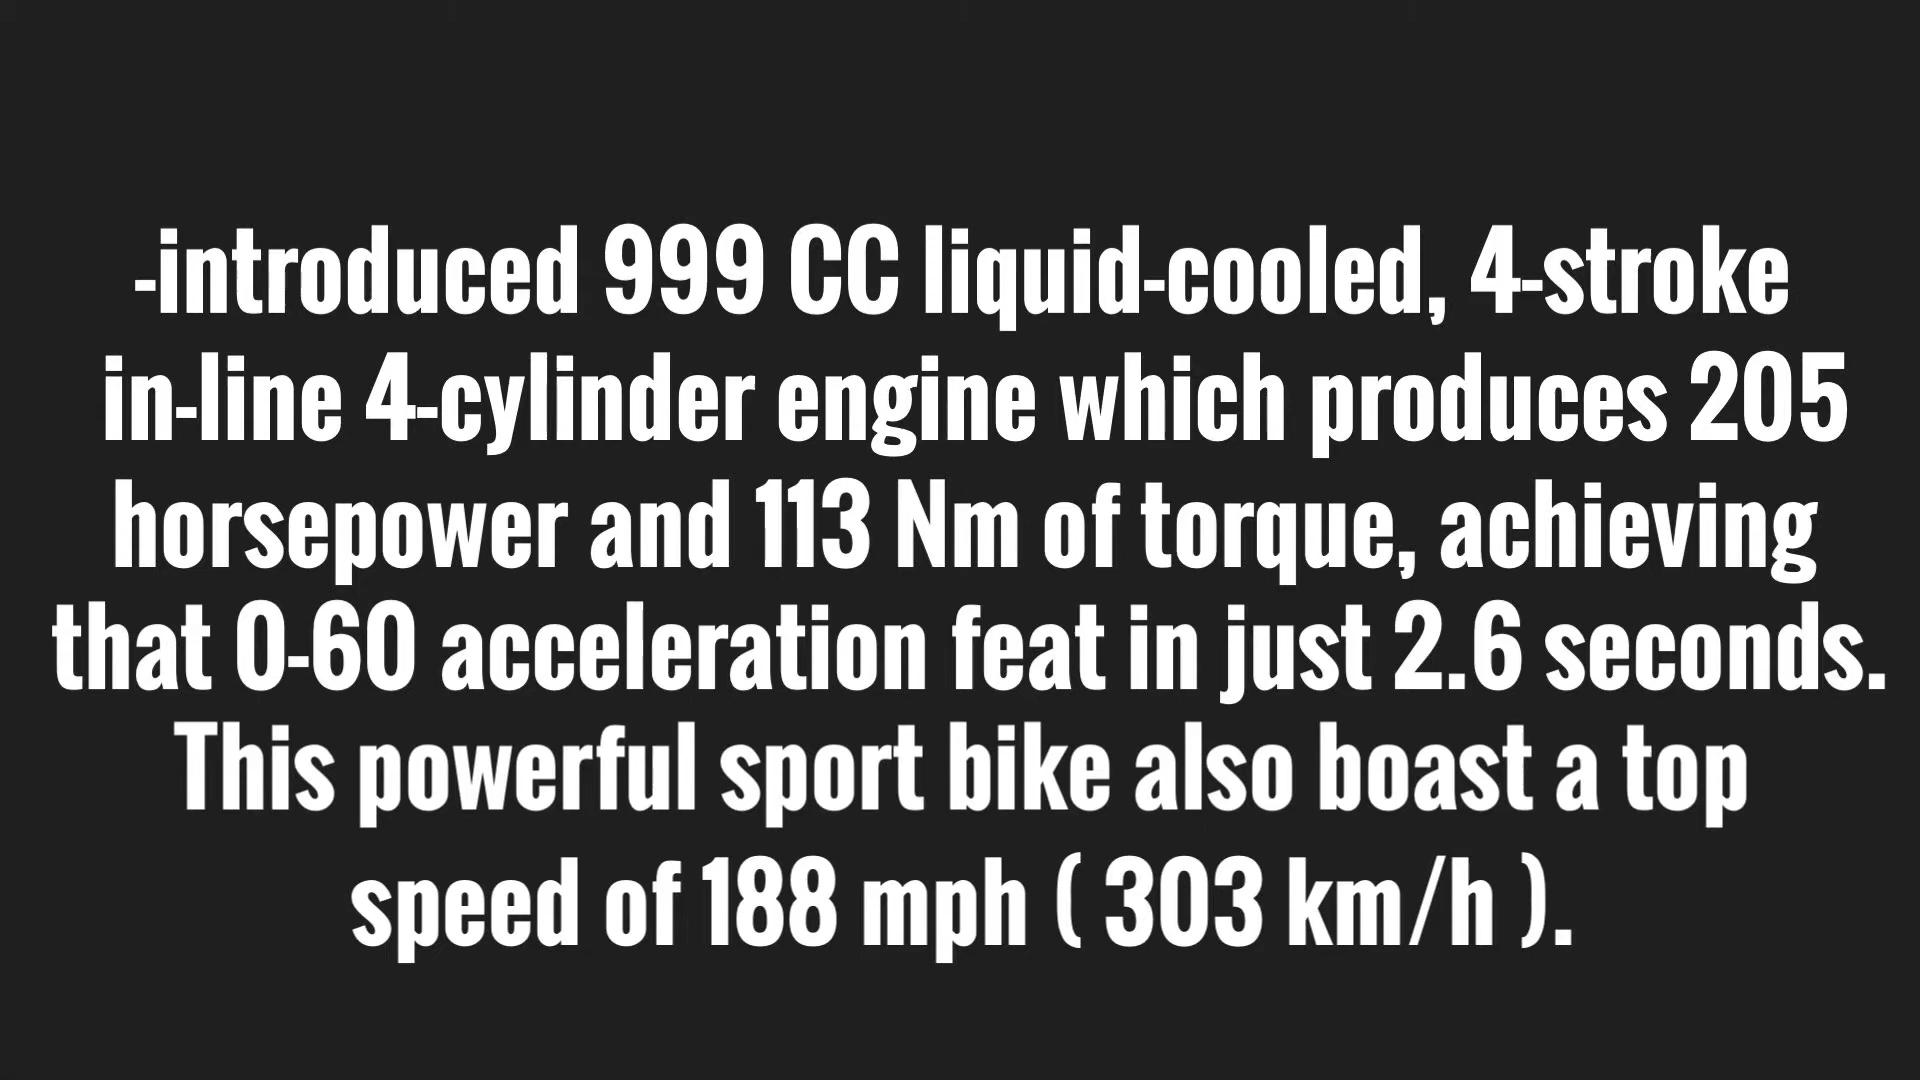 -introduced 999 CC liquid-cooled, 4-stroke
in-line 4-cylinder engine which produces 205
horsepower and 113 Nm of torque, achieving
that 0-60 acceleration feat in just 2.6 seconds.
This powerful sport bike also boast a top
speed of 188 mph ( 303 km/h ).